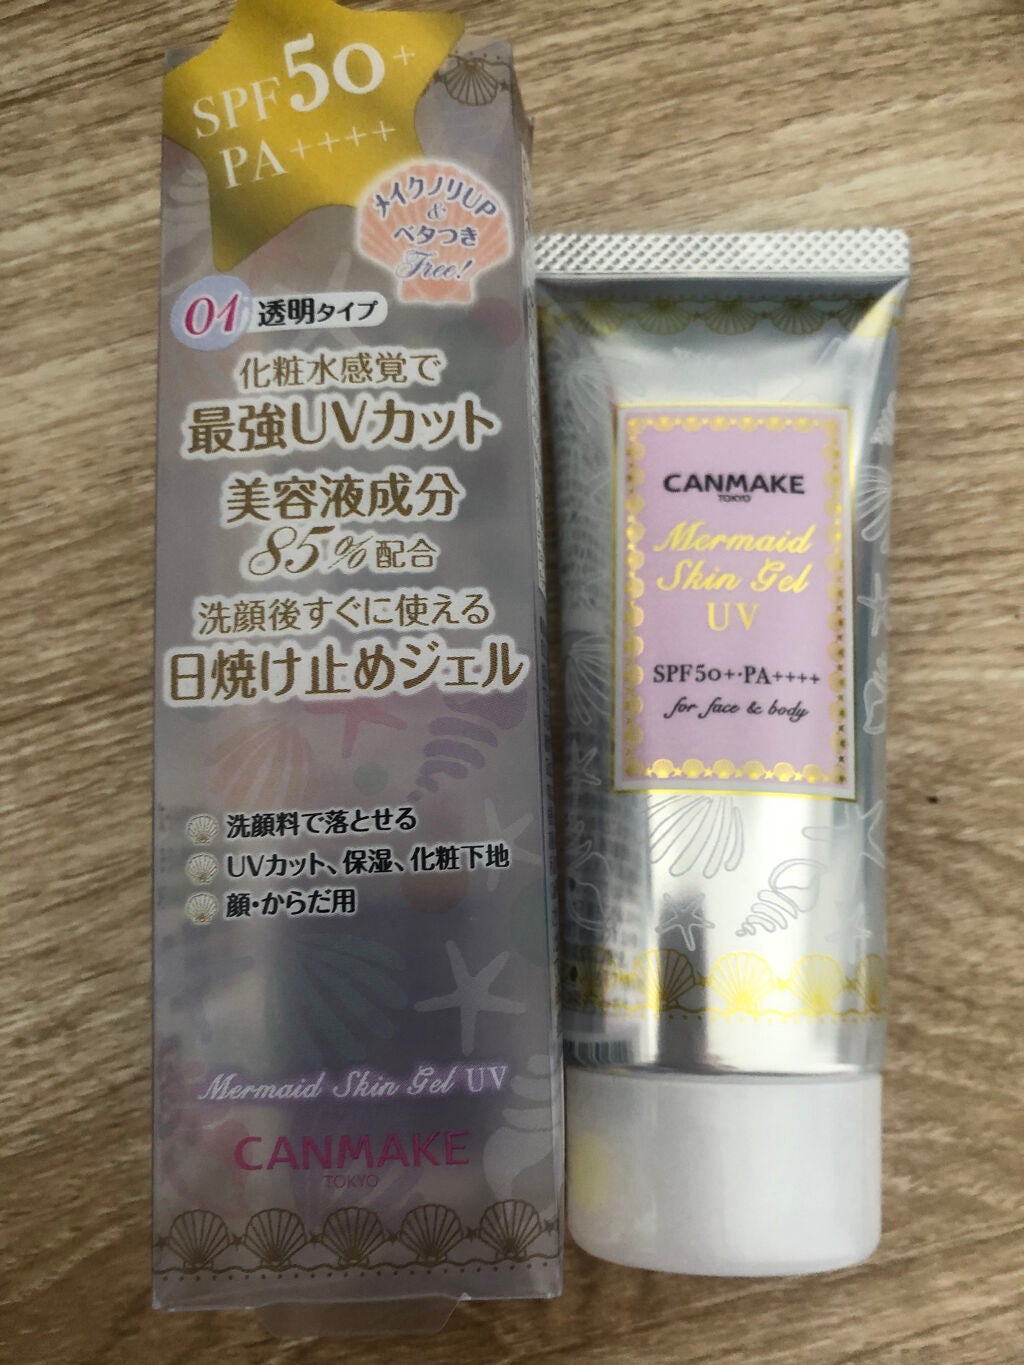 SPF50+
PA++++
メイクノリUP
&
ベタつき
Free!
01 透明タイプ
化粧水感覚で
最強UVカット
美容液成分
85%配合
洗顔後すぐに使える
日焼け止めジェル
洗顔料で落とせる
UVカット、保湿、化粧下地
顔・からだ用
Mermaid Skin Gel UV
CANMAKE
TOKYO
CANMAKE
TOKYO
Mermaid
Skin Gel
UV
SPF50+・PA++++
for face & body